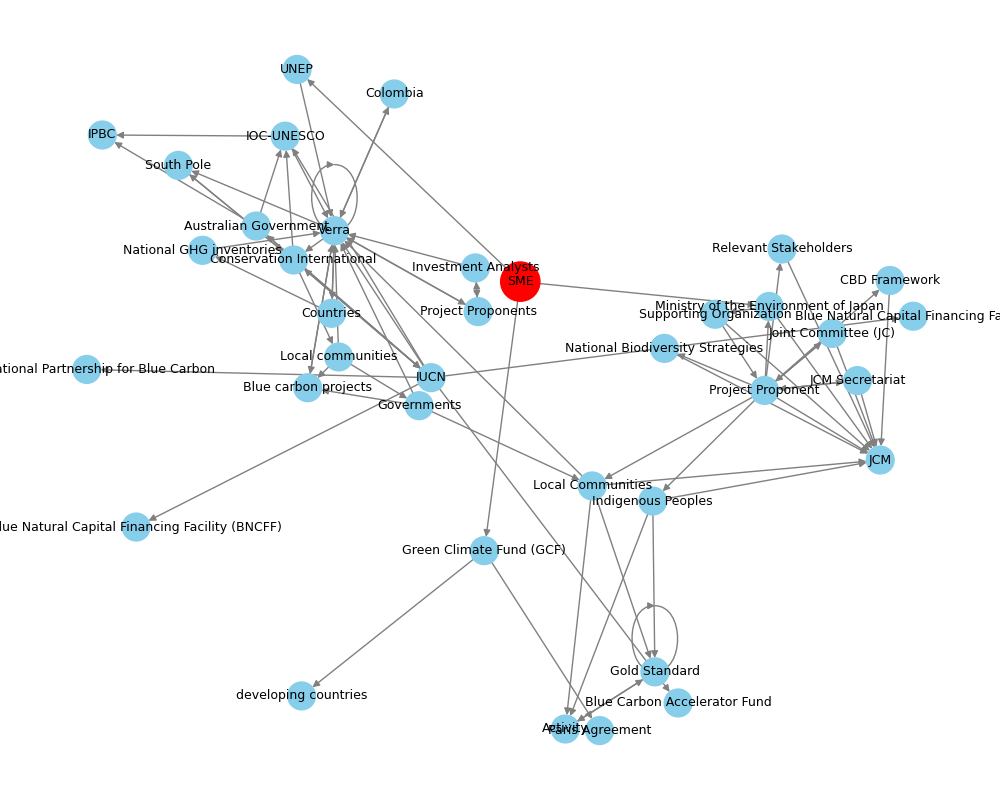 UNEP
Colombia
IPBC
IOC-UNESCO
South Pole
Australian Government
Verra
National GHG inventories
Relevant Stakeholders
Conservation International
Investment Analysts
SME
CBD Framework
Ministry of the Environment of Japan
Project Proponents
Countries
Supporting Organization
Blue Natural Capital Financing Fa
Joint Committee (JC)
National Biodiversity Strategies
Local communities
ational Partnership for Blue Carbon
IUCN
JCM Secretariat
Blue carbon projects
Project Proponent
Governments
JCM
Local Communities
Indigenous Peoples
lue Natural Capital Financing Facility (BNCFF)
Green Climate Fund (GCF)
Gold Standard
developing countries
Blue Carbon Accelerator Fund
Activity
Paris Agreement